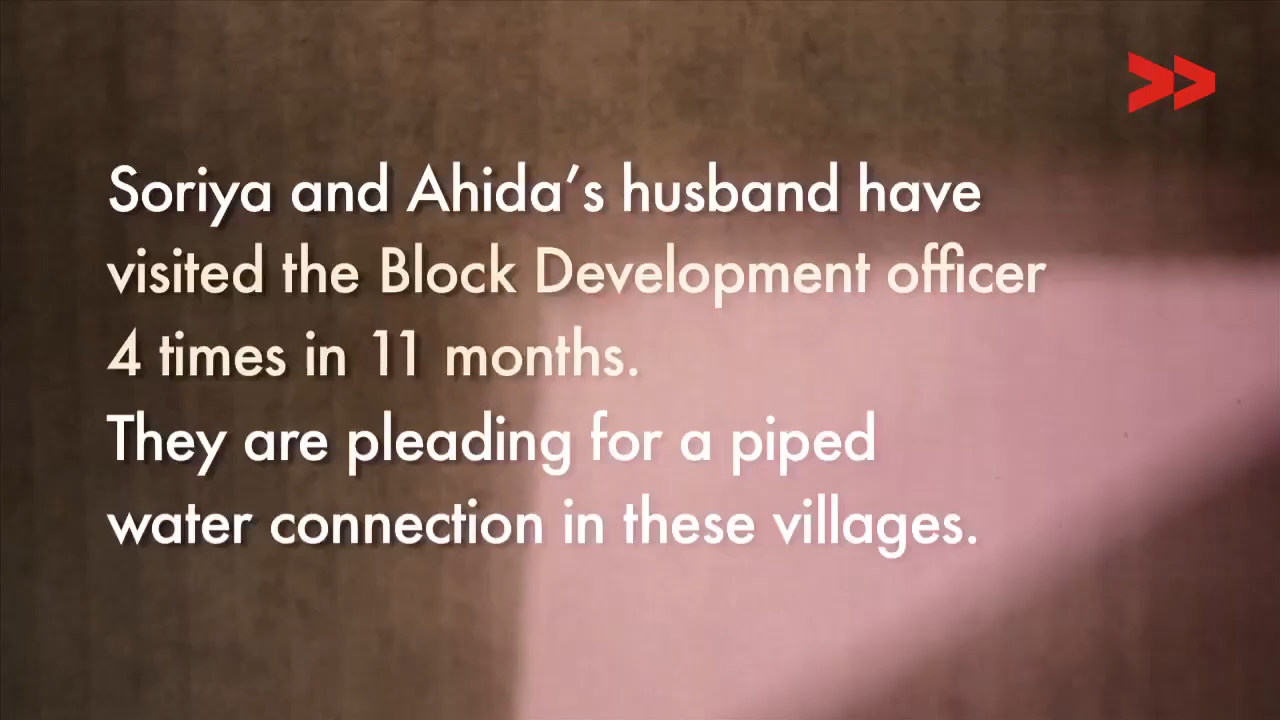 Soriya and Ahida’s husband have
visited the Block Development officer
4 times in 11 months.
They are pleading for a piped
water connection in these villages.